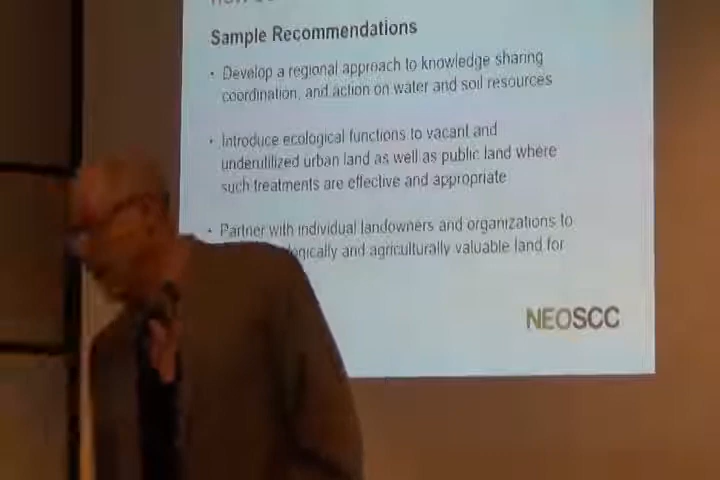 Sample Recommendations
• Develop a regional approach to knowledge sharing
coordination, and action on water and soil resources
• Introduce ecological functions to vacant and
underutilized urban land as well as public land where
such treatments are effective and appropriate
• Partner with individual landowners and organizations to
and agriculturally valuable land for
NEOSCC